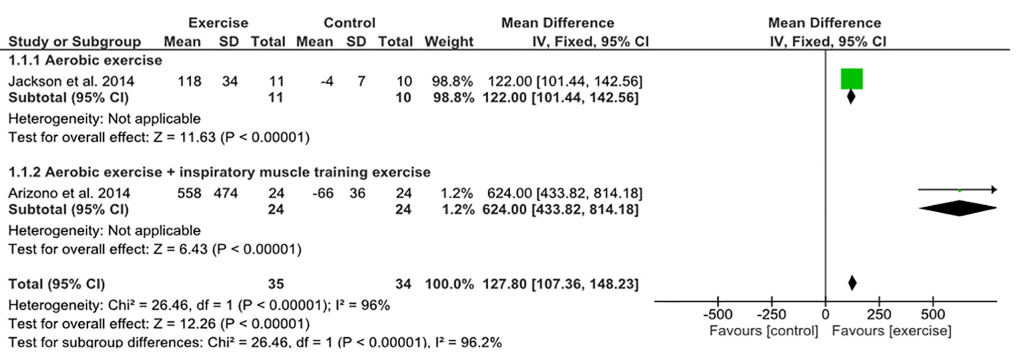 Exercise Control Mean Difference Mean Difference
Study or Subgroup Mean SD Total Mean SD Total Weight IV, Fixed, 95% CI IV, Fixed, 95% CI
1.1.1 Aerobic exercise
Jackson et al. 2014 118 34 11 -4 7 10 98.8% 122.00 [101.44, 142.56]
Subtotal (95% CI) 11 10 98.8% 122.00 [101.44, 142.56]
Heterogeneity: Not applicable
Test for overall effect: Z = 11.63 (P < 0.00001)
1.1.2 Aerobic exercise + inspiratory muscle training exercise
Arizono et al. 2014 558 474 24 -66 36 24 1.2% 624.00 [433.82, 814.18]
Subtotal (95% CI) 24 24 1.2% 624.00 [433.82, 814.18]
Heterogeneity: Not applicable
Test for overall effect: Z = 6.43 (P < 0.00001)
Total (95% CI) 35 34 100.0% 127.80 [107.36, 148.23]
Heterogeneity: Chi² = 26.46, df = 1 (P < 0.00001); I² = 96%
Test for overall effect: Z = 12.26 (P < 0.00001)
Test for subgroup differences: Chi² = 26.46, df = 1 (P < 0.00001), I² = 96.2%
-500 -250 0 250 500
Favours [control] Favours [exercise]